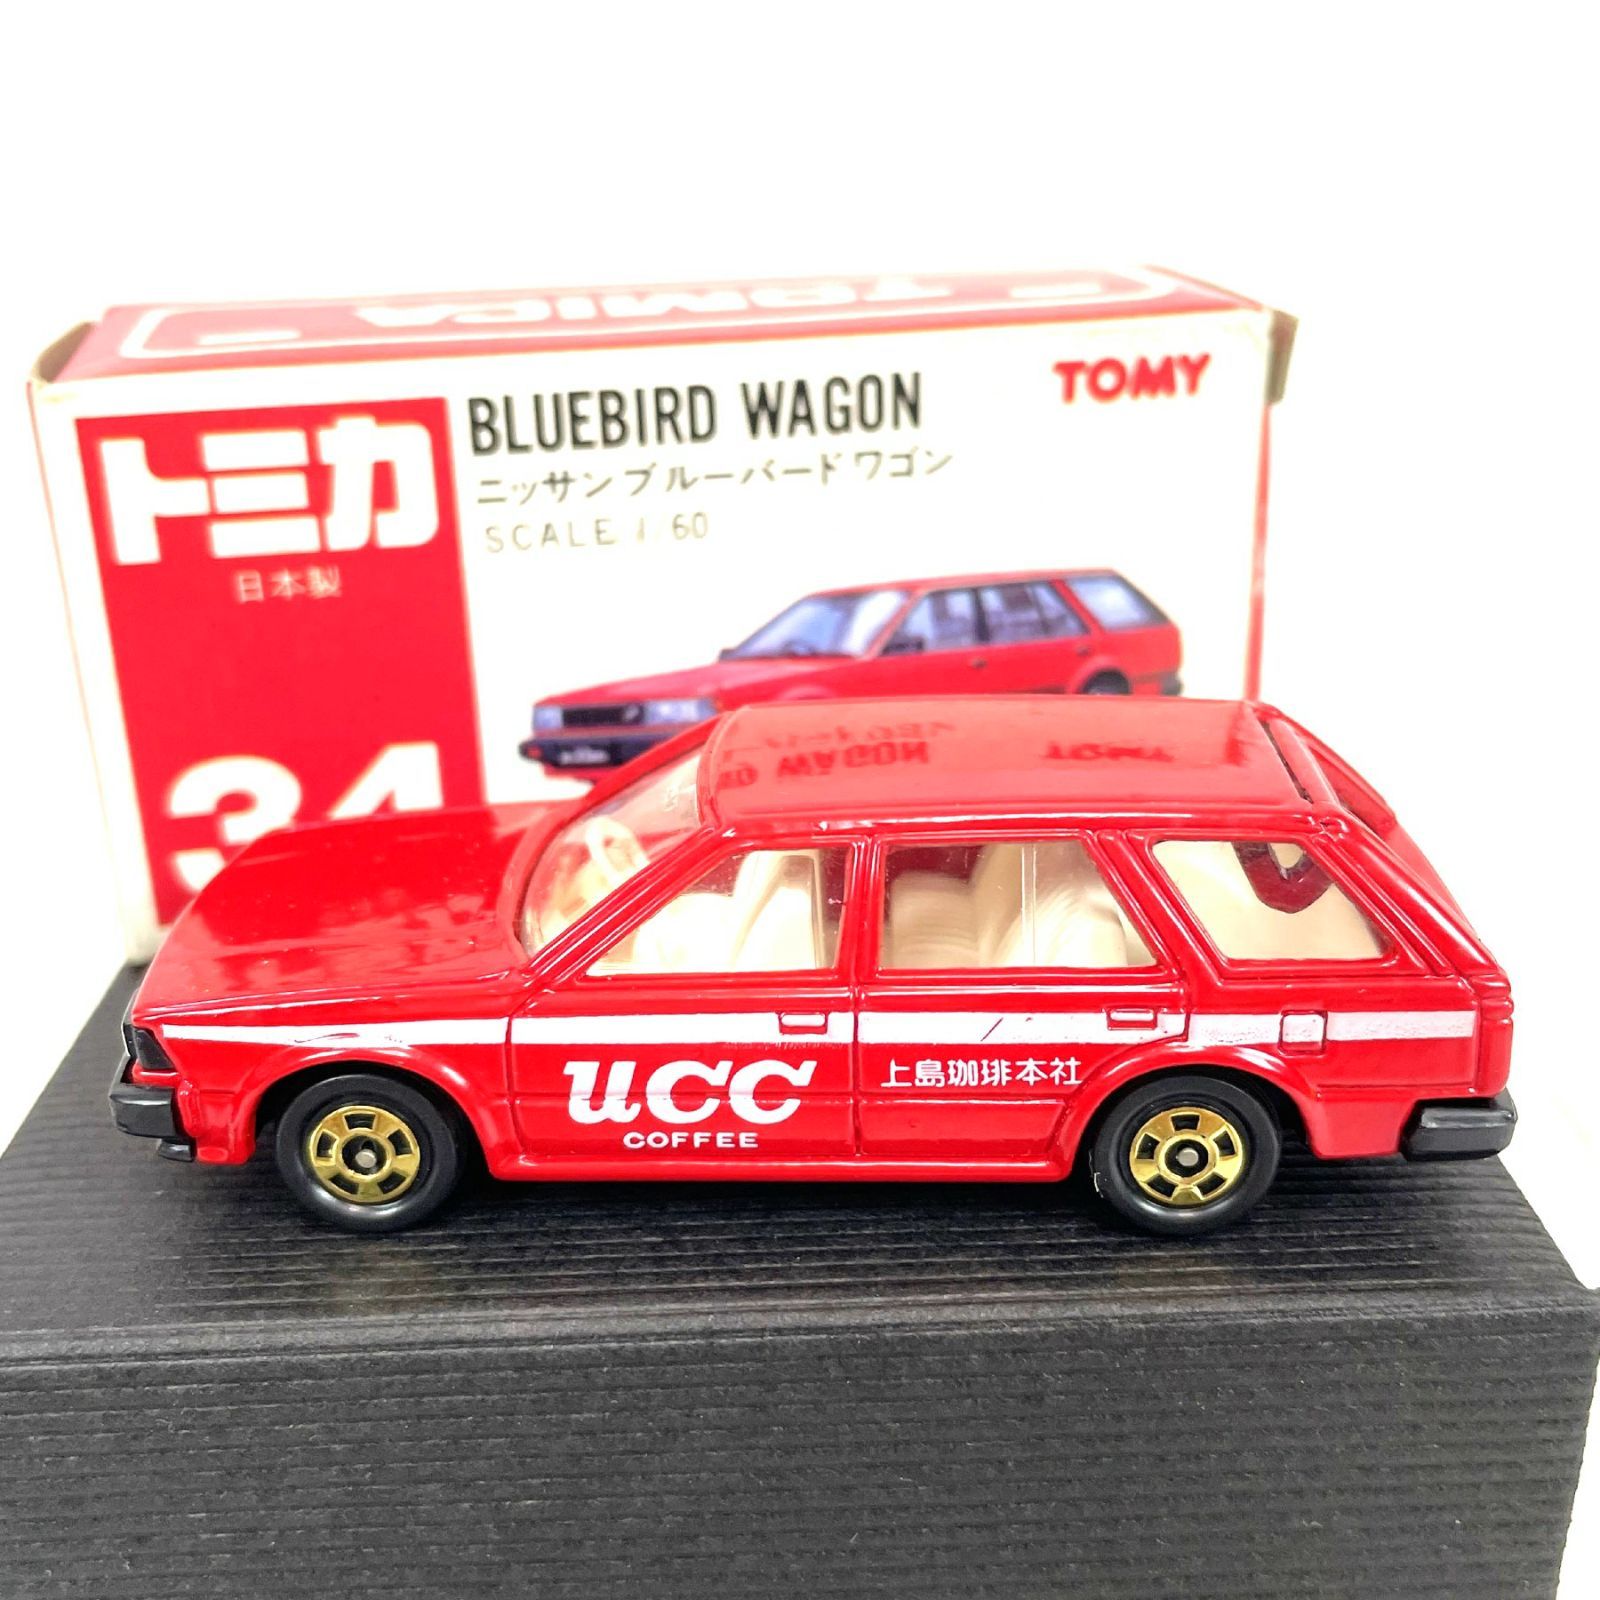 TOMICA
トミカ
日本製
34
BLUEBIRD WAGON
ニッサンブルーバードワゴン
SCALE 1/60
TOMY
ucc
COFFEE
上島珈琲本社